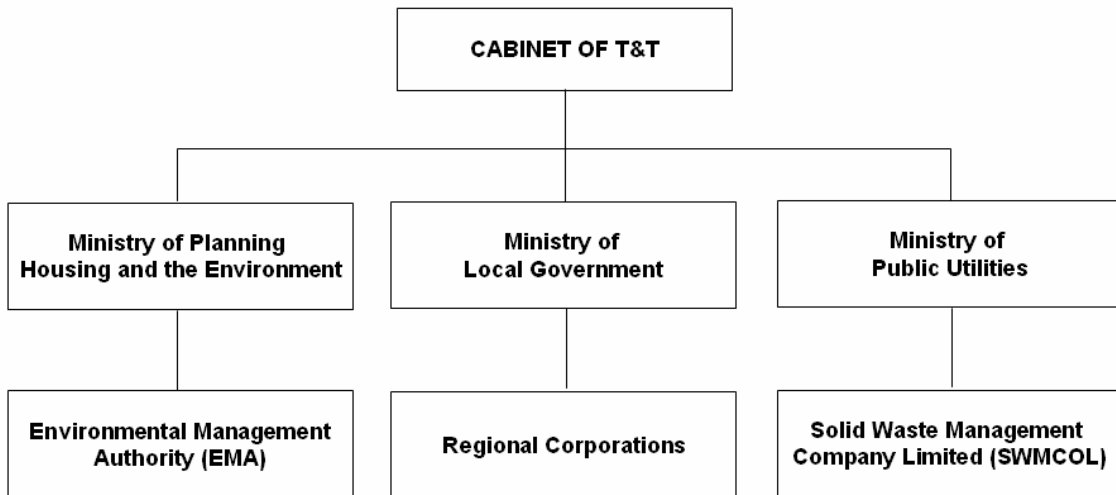 CABINET OF T&T
Ministry of Planning
Housing and the Environment
Ministry of
Local Government
Ministry of
Public Utilities
Environmental Management
Authority (EMA)
Regional Corporations
Solid Waste Management
Company Limited (SWMCOL)